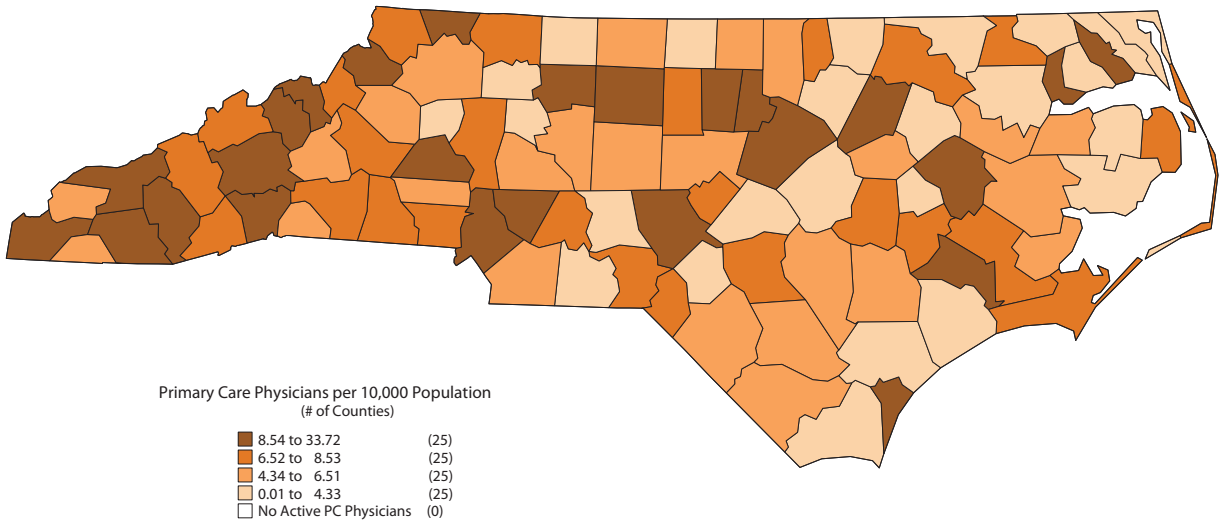 Primary Care Physicians per 10,000 Population
(# of Counties)
8.54 to 33.72 (25)
6.52 to 8.53 (25)
4.34 to 6.51 (25)
0.01 to 4.33 (25)
No Active PC Physicians (0)